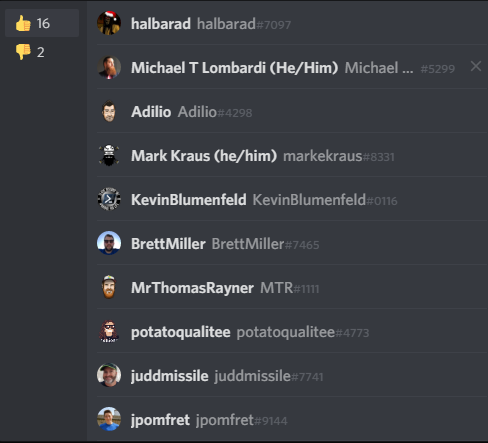 16
2
halbarad halbarad#7097
Michael T Lombardi (He/Him) Michael ... #5299
Adilio Adilio#4298
Mark Kraus (he/him) markekraus#8331
KevinBlumenfeld KevinBlumenfeld#0116
BrettMiller BrettMiller#7465
MrThomasRayner MTR#1111
potatoqualitee potatoqualitee#4773
juddmissile juddmissile#7741
jpomfret jpomfret#9144